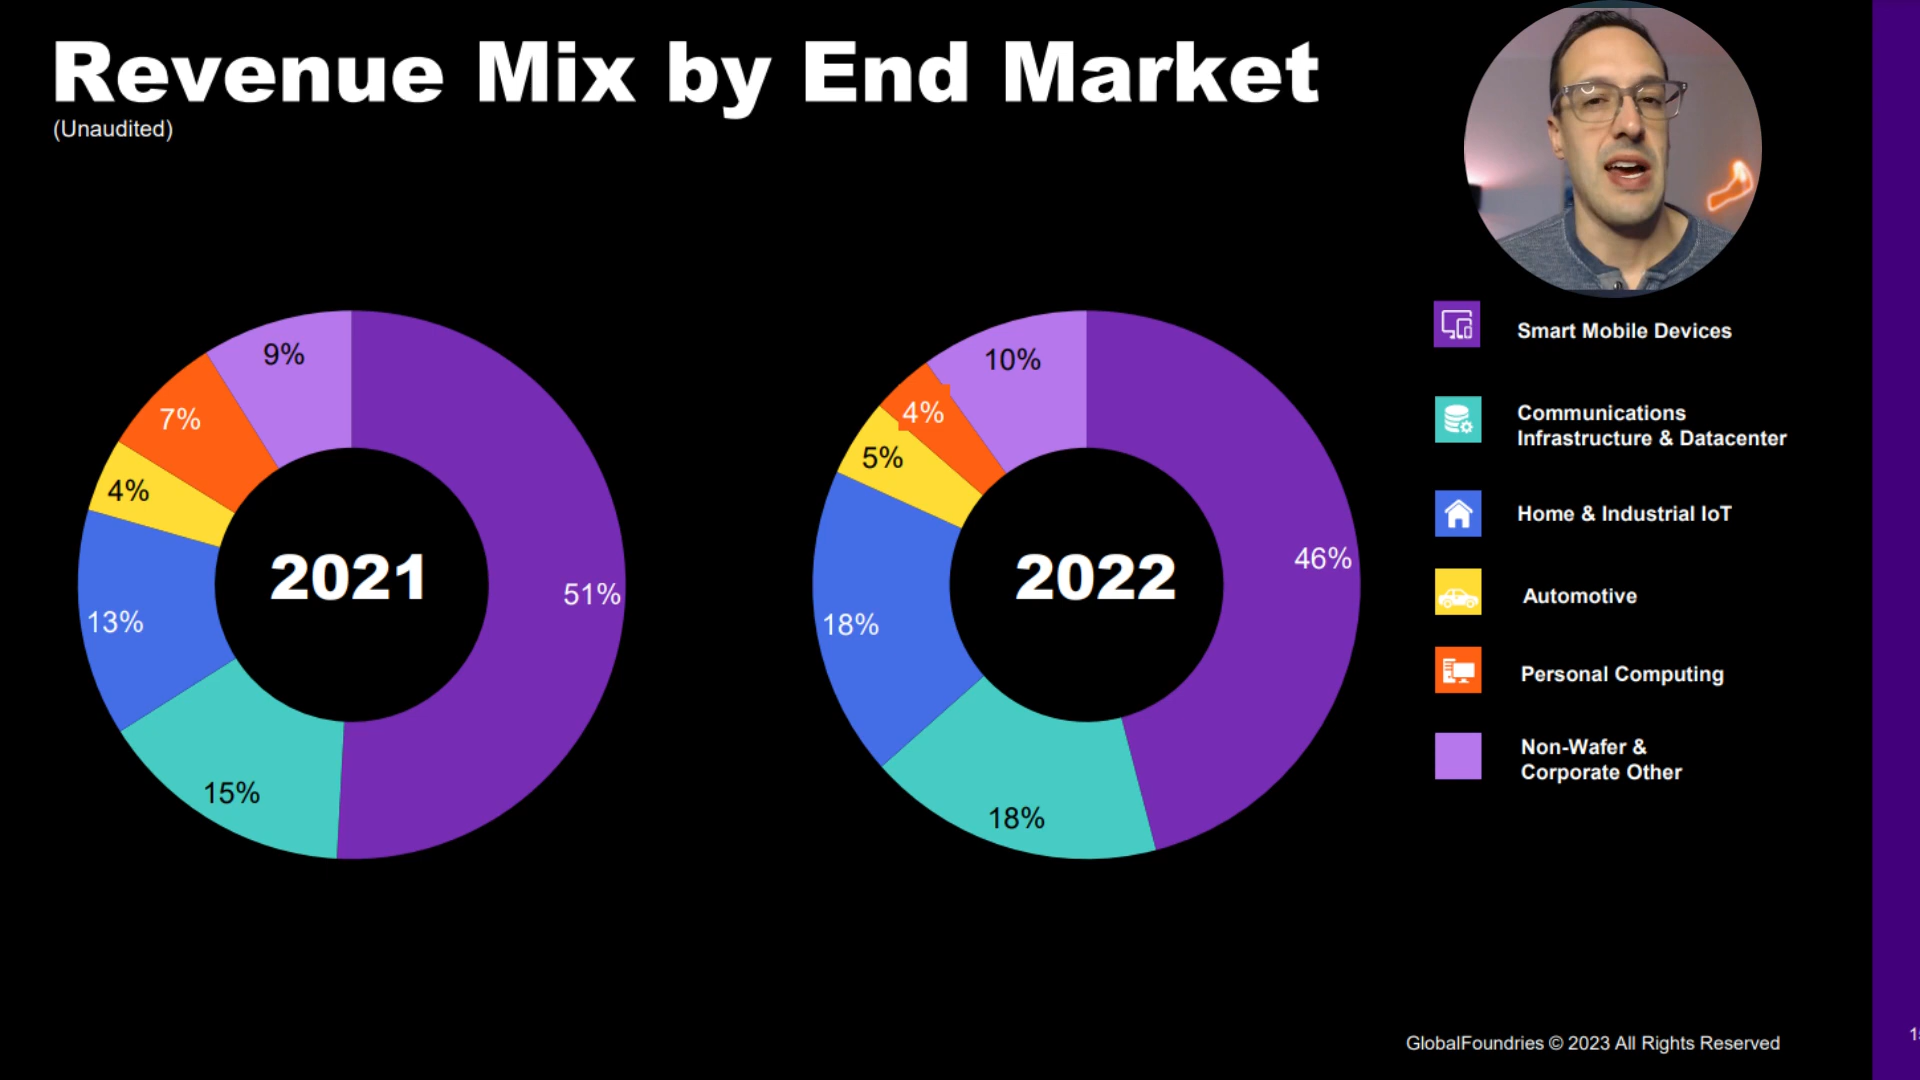 Revenue Mix by End Market
(Unaudited)
9%
7%
4%
13%
15%
51%
2021
10%
4%
5%
18%
18%
46%
2022
Smart Mobile Devices
Communications
Infrastructure & Datacenter
Home & Industrial IoT
Automotive
Personal Computing
Non-Wafer &
Corporate Other
GlobalFoundries © 2023 All Rights Reserved